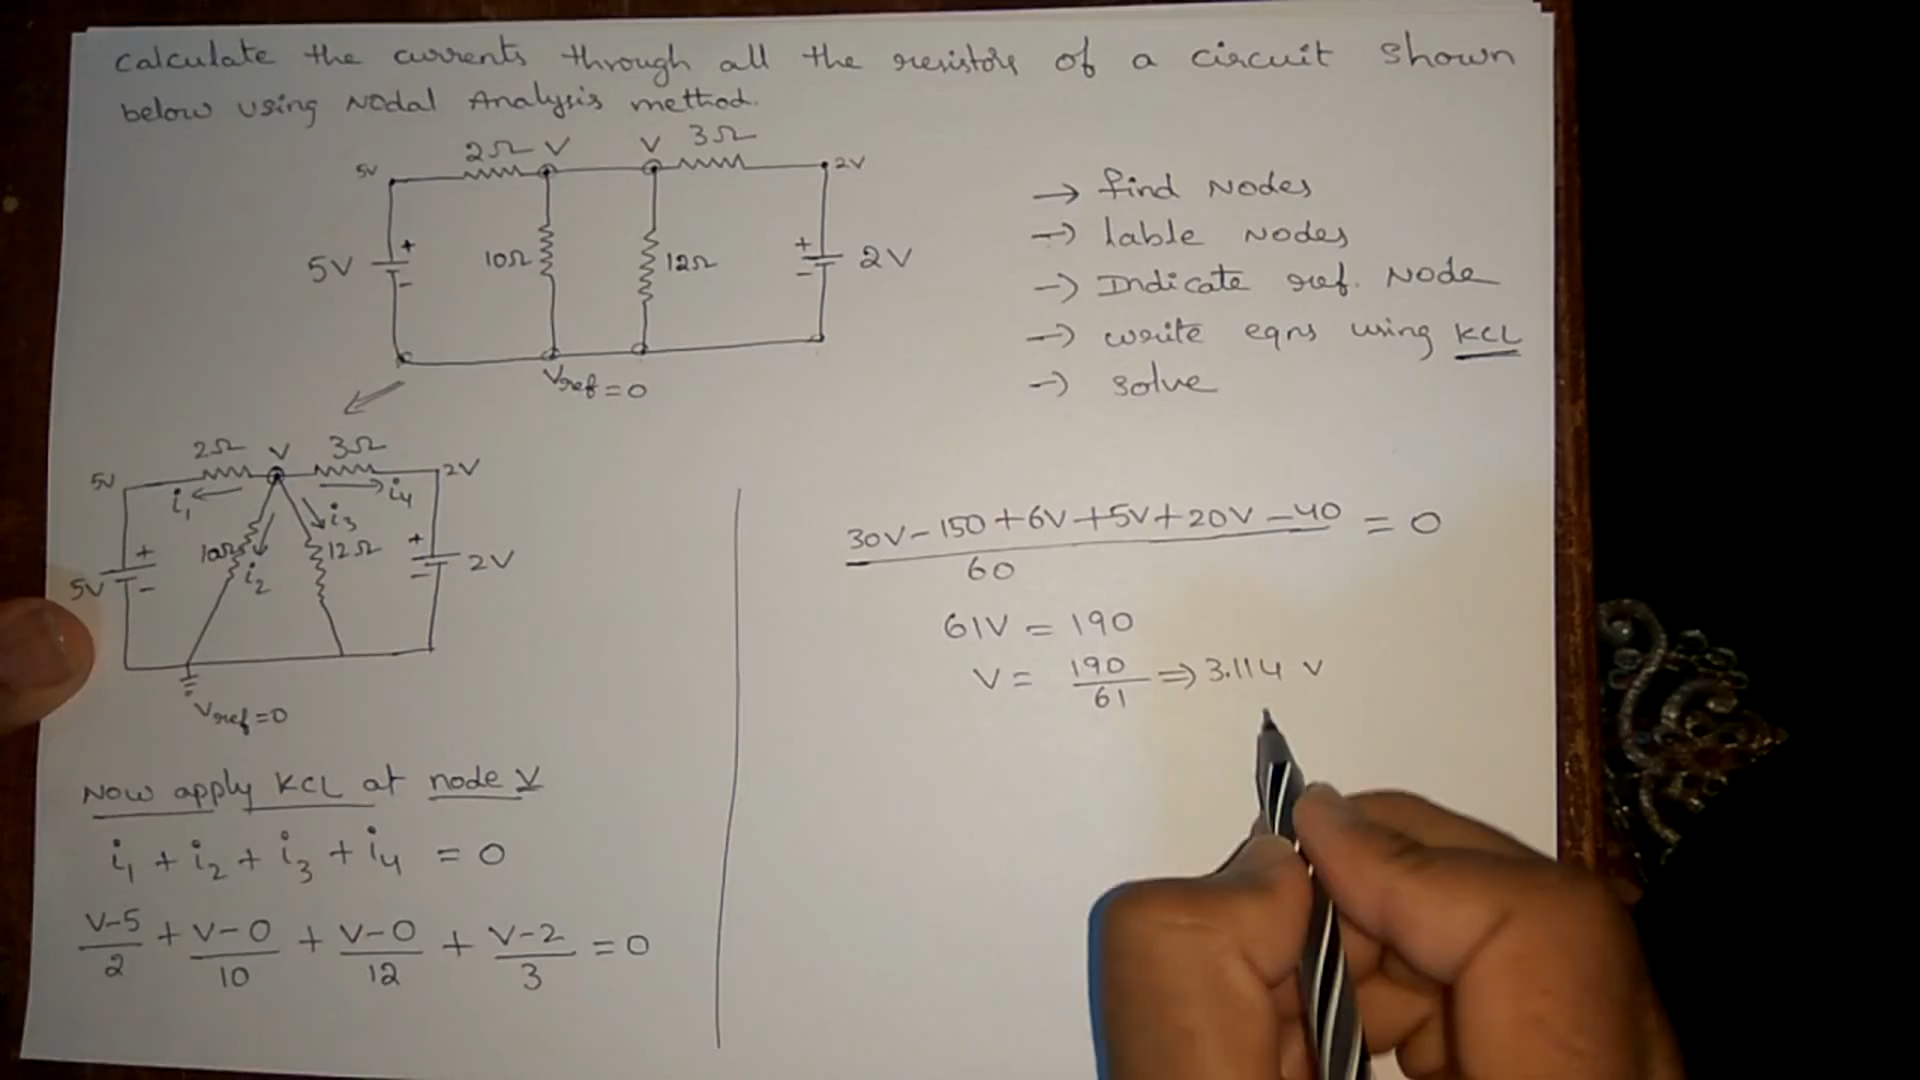 Calculate the currents through all the resistors of a circuit shown
below using Nodal Analysis method.
2Ω V V 3Ω
5V 2V
5V + - 10Ω 12Ω + - 2V
Vref = 0
→ find Nodes
→ lable Nodes
→ Indicate ref. Node
→ write eqns using KCL
→ solve
2Ω V 3Ω
5V 2V
i₁ i₃ i₄
5V + - 10Ω i₂ 12Ω + - 2V
Vref = 0
Now apply KCL at node V
i₁ + i₂ + i₃ + i₄ = 0
V-5/2 + V-0/10 + V-0/12 + V-2/3 = 0
30V - 150 + 6V + 5V + 20V - 40 = 0
60
61V = 190
V = 190/61 ⇒ 3.114 V